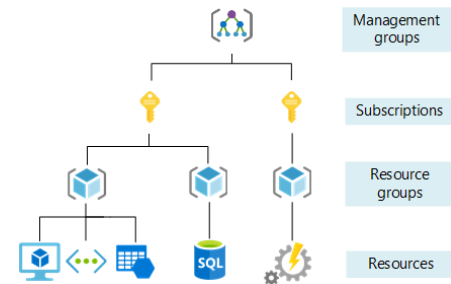 Management
groups
Subscriptions
Resource
groups
SQL
Resources